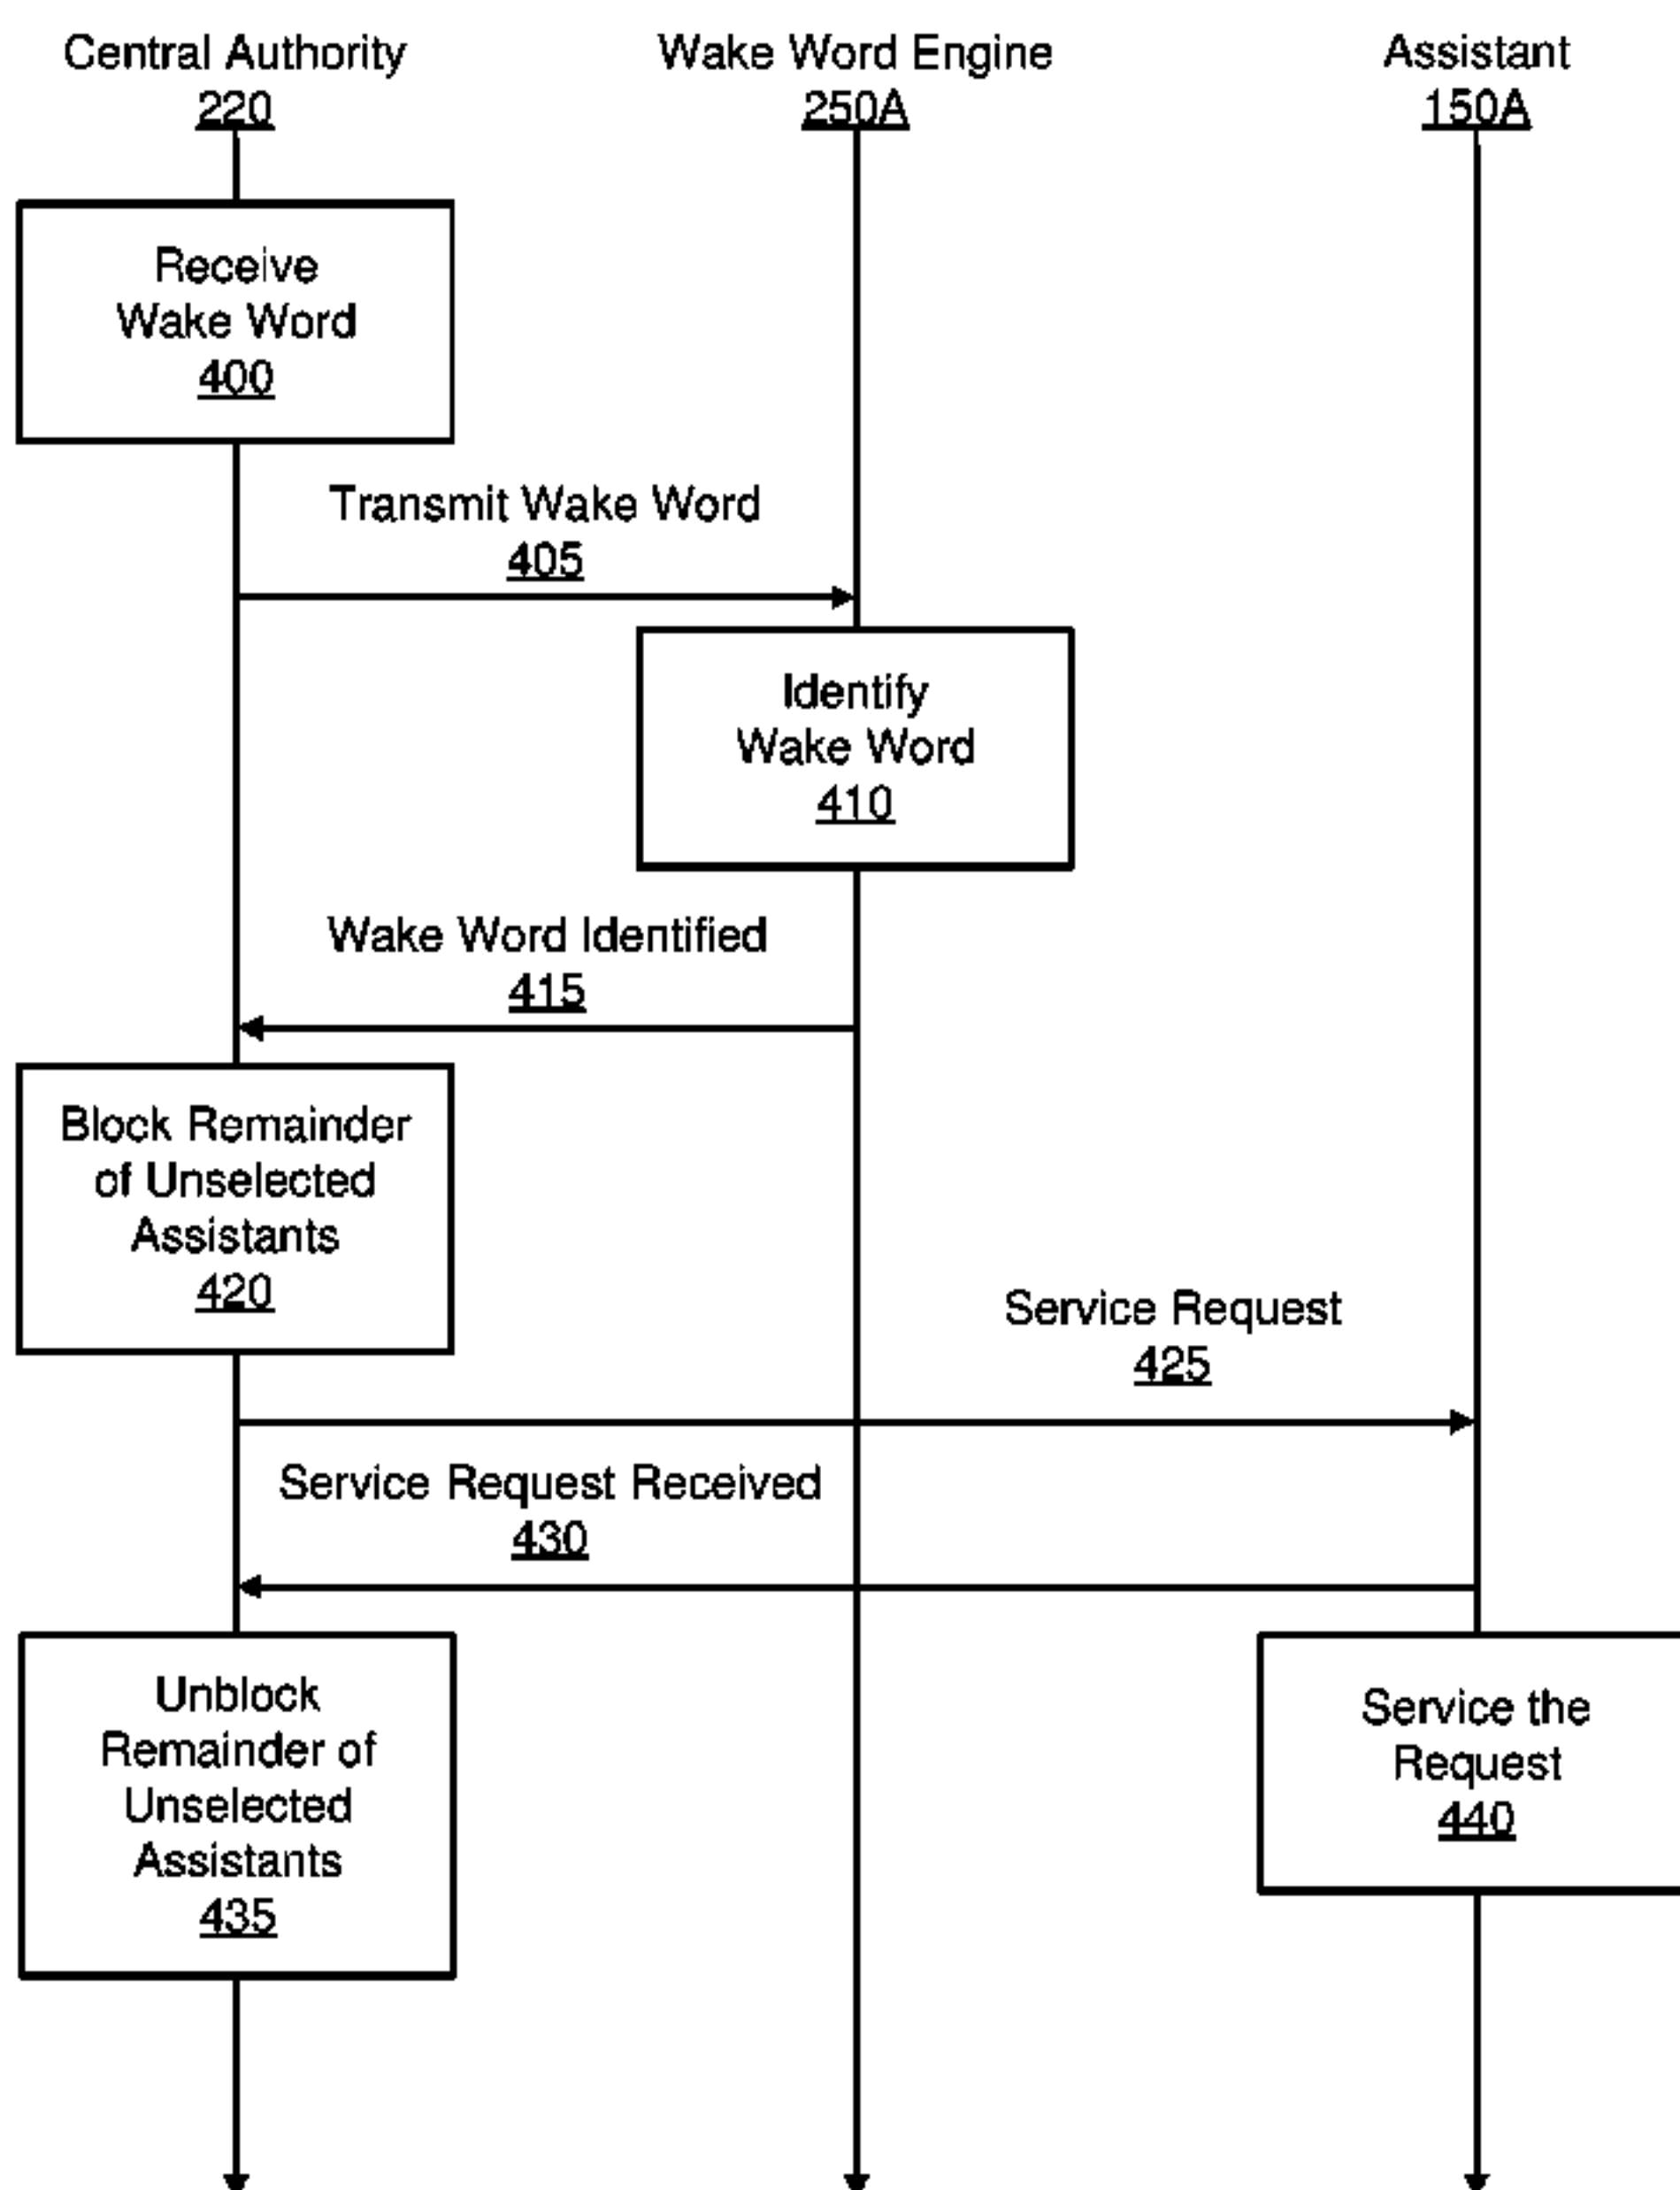 Central Authority
220
Wake Word Engine
250A
Assistant
150A
Receive
Wake Word
400
Transmit Wake Word
405
Identify
Wake Word
410
Wake Word Identified
415
Block Remainder
of Unselected
Assistants
420
Service Request
425
Service Request Received
430
Unblock
Remainder of
Unselected
Assistants
435
Service the
Request
440